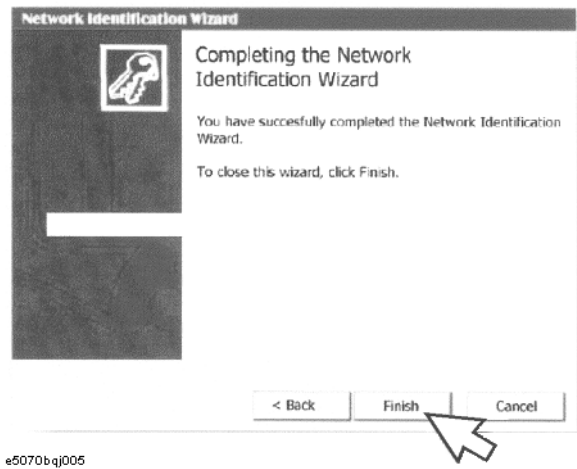 Network Identification Wizard
Completing the Network
Identification Wizard
You have succesfully completed the Network Identification
Wizard.
To close this wizard, click Finish.
< Back
Finish
Cancel
e5070bqj005